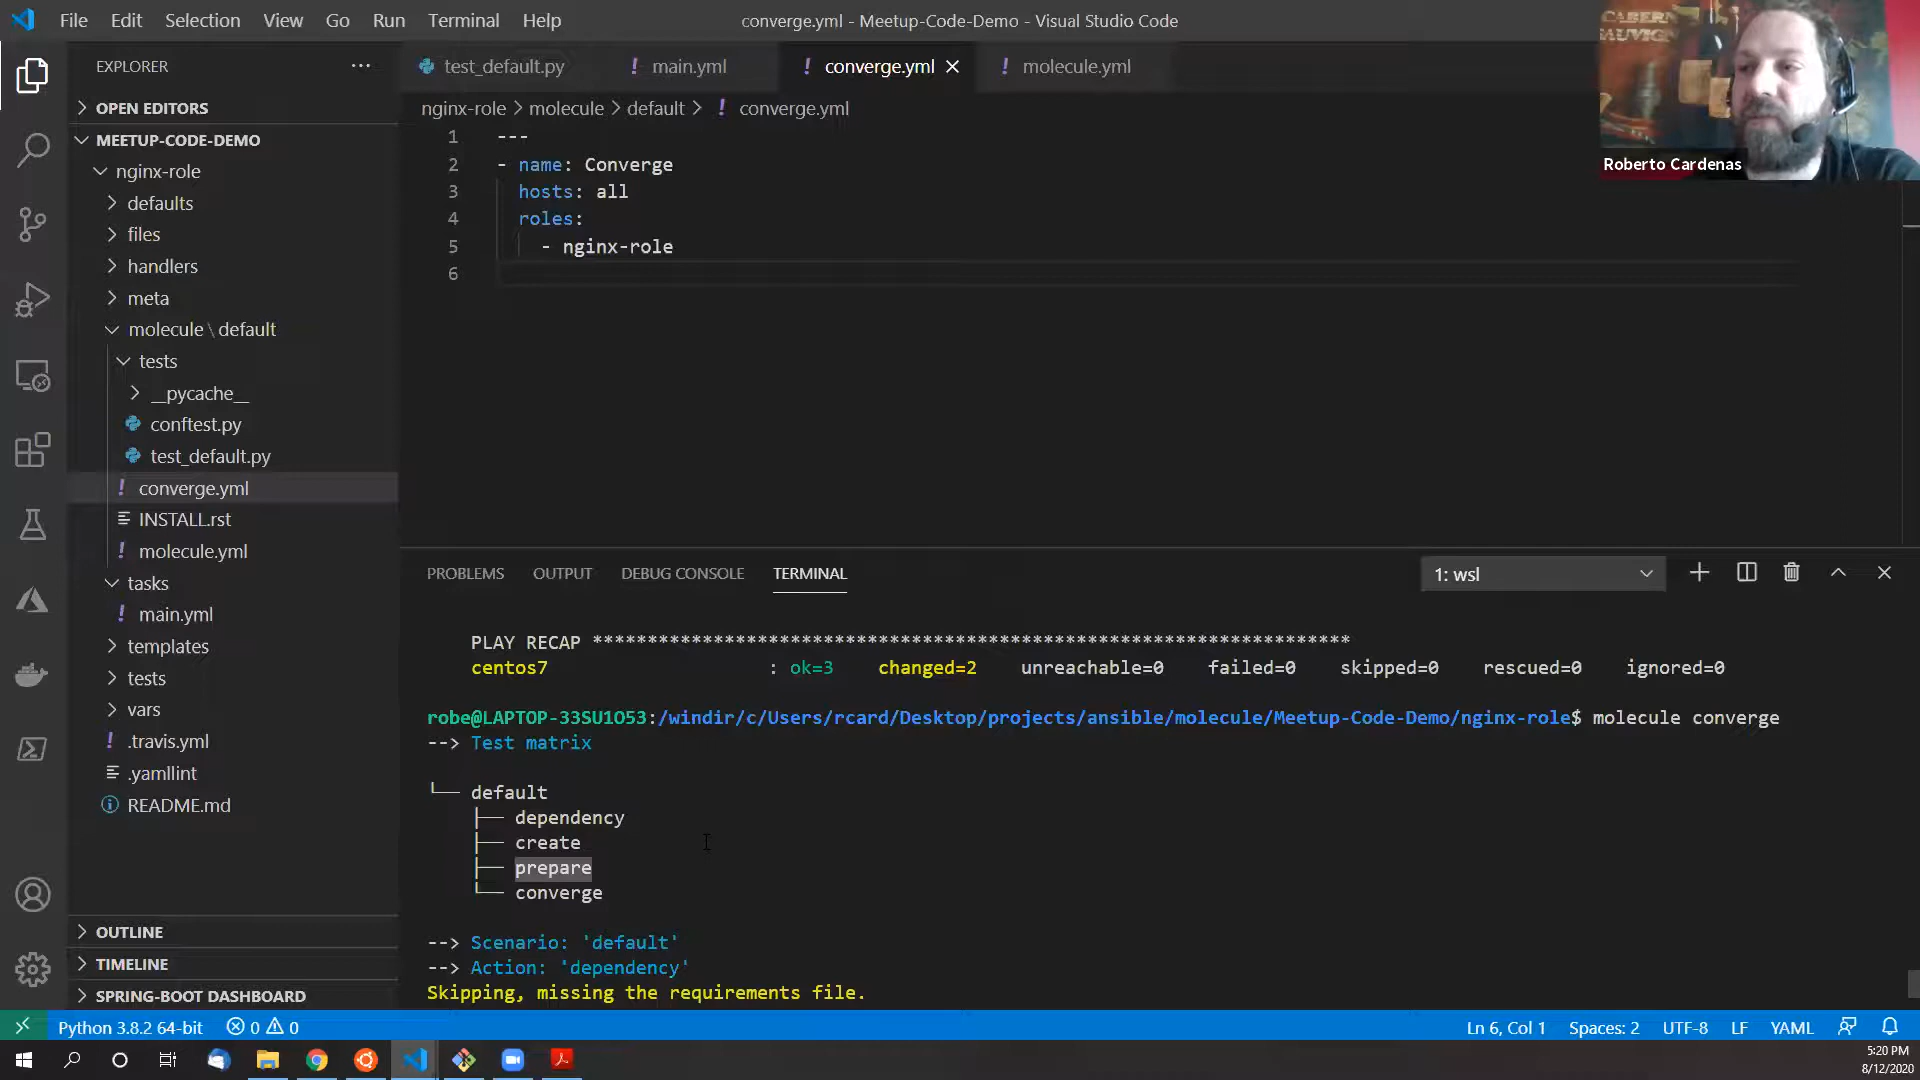 File Edit Selection View Go Run Terminal Help
converge.yml - Meetup-Code-Demo - Visual Studio Code
CABERN
SAUVIG
Roberto Cardenas
EXPLORER
OPEN EDITORS
MEETUP-CODE-DEMO
nginx-role
defaults
files
handlers
meta
molecule \ default
tests
__pycache__
conftest.py
test_default.py
converge.yml
INSTALL.rst
molecule.yml
tasks
main.yml
templates
tests
vars
.travis.yml
.yamllint
README.md
OUTLINE
TIMELINE
SPRING-BOOT DASHBOARD
test_default.py ! main.yml ! converge.yml ! molecule.yml
nginx-role > molecule > default > ! converge.yml
1 ---
2 - name: Converge
3 hosts: all
4 roles:
5 - nginx-role
6
PROBLEMS OUTPUT DEBUG CONSOLE TERMINAL
1: wsl
PLAY RECAP *********************************************************************
centos7 : ok=3 changed=2 unreachable=0 failed=0 skipped=0 rescued=0 ignored=0
robe@LAPTOP-33SU1O53:/windir/c/Users/rcard/Desktop/projects/ansible/molecule/Meetup-Code-Demo/nginx-role$ molecule converge
--> Test matrix
└── default
├── dependency
├── create
├── prepare
└── converge
--> Scenario: 'default'
--> Action: 'dependency'
Skipping, missing the requirements file.
Python 3.8.2 64-bit 0 0
Ln 6, Col 1 Spaces: 2 UTF-8 LF YAML
5:20 PM
8/12/2020